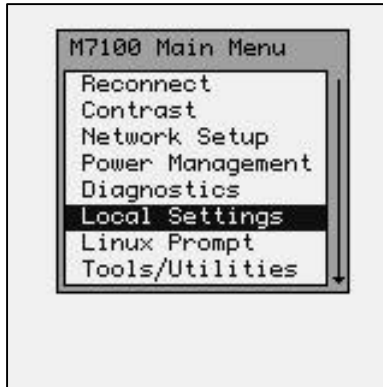 M7100 Main Menu
Reconnect
Contrast
Network Setup
Power Management
Diagnostics
Local Settings
Linux Prompt
Tools/Utilities